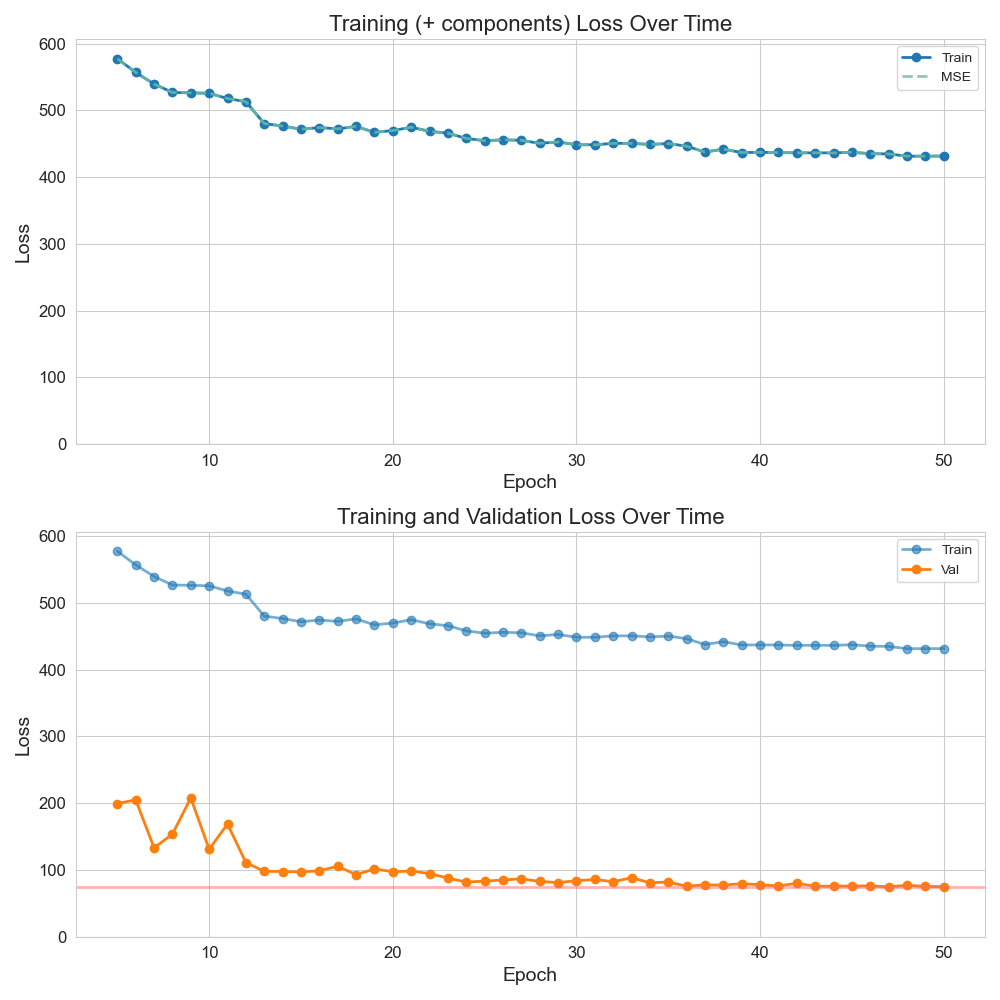 Training (+ components) Loss Over Time
600
500
400
300
200
100
0
Loss
Train
MSE
10 20 30 40 50
Epoch
Training and Validation Loss Over Time
600
500
400
300
200
100
0
Loss
Train
Val
10 20 30 40 50
Epoch